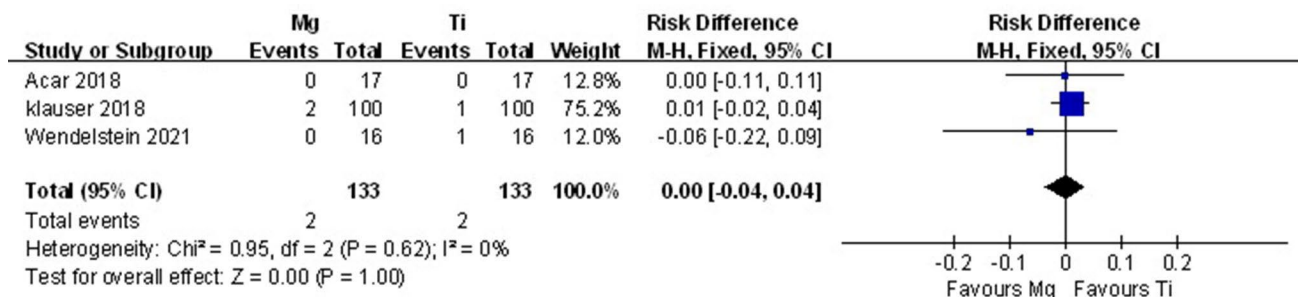 Mg Ti Risk Difference Risk Difference
Study or Subgroup Events Total Events Total Weight M-H, Fixed, 95% CI M-H, Fixed, 95% CI
Acar 2018 0 17 0 17 12.8% 0.00 [-0.11, 0.11]
klauser 2018 2 100 1 100 75.2% 0.01 [-0.02, 0.04]
Wendelstein 2021 0 16 1 16 12.0% -0.06 [-0.22, 0.09]
Total (95% CI) 133 133 100.0% 0.00 [-0.04, 0.04]
Total events 2 2
Heterogeneity: Chi² = 0.95, df = 2 (P = 0.62); I² = 0%
Test for overall effect: Z = 0.00 (P = 1.00)
-0.2 -0.1 0 0.1 0.2
Favours Mg Favours Ti